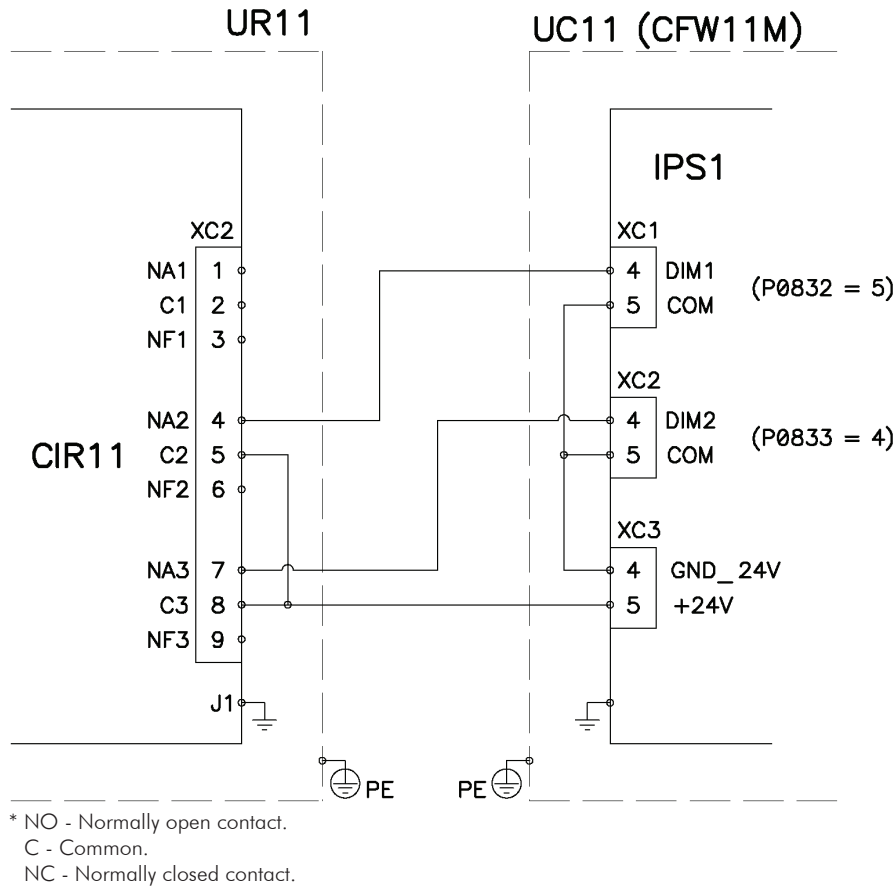 UR11
UC11 (CFW11M)
IPS1
XC2
NA1 1
C1 2
NF1 3
NA2 4
C2 5
NF2 6
NA3 7
C3 8
NF3 9
CIR11
J1
PE
XC1
4 DIM1
5 COM
(P0832 = 5)
XC2
4 DIM2
5 COM
(P0833 = 4)
XC3
4 GND_24V
5 +24V
PE
* NO - Normally open contact.
C - Common.
NC - Normally closed contact.